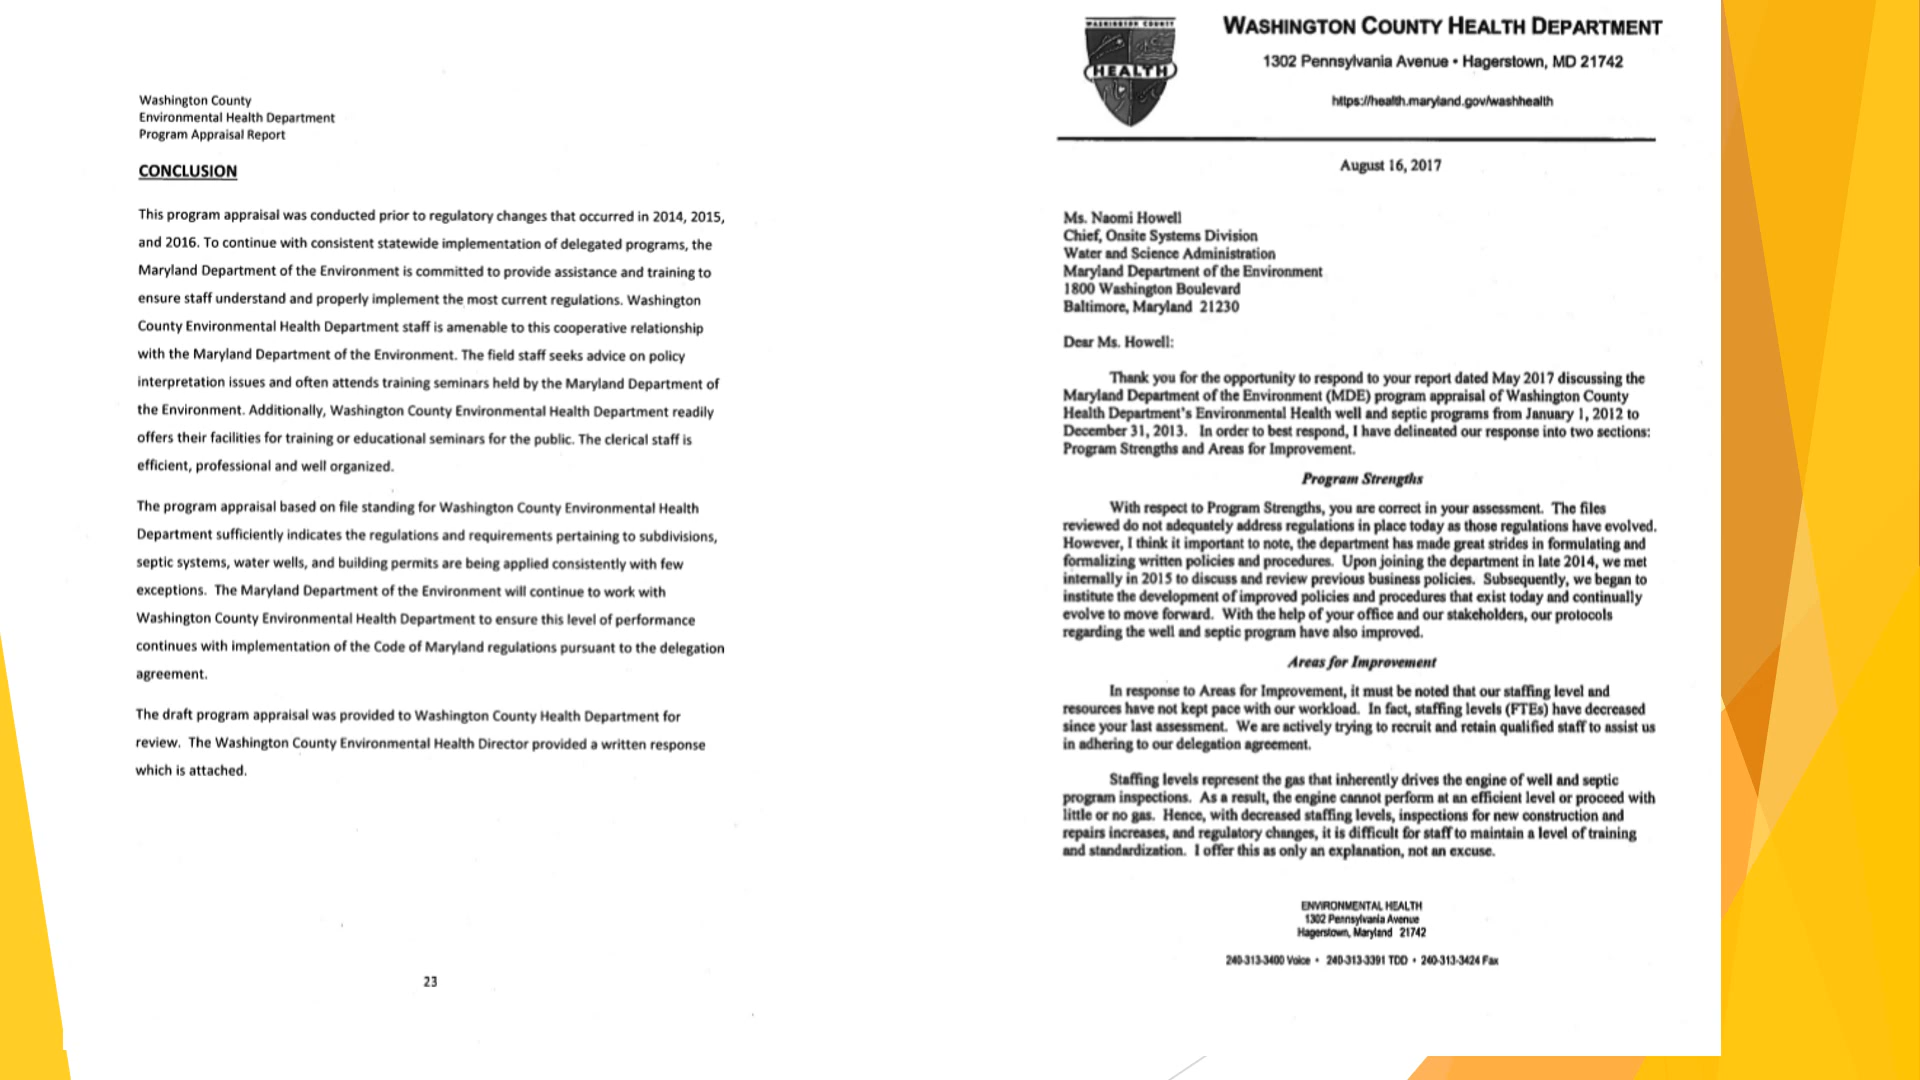 Washington County
Environmental Health Department
Program Appraisal Report
CONCLUSION
This program appraisal was conducted prior to regulatory changes that occurred in 2014, 2015,
and 2016. To continue with consistent statewide implementation of delegated programs, the
Maryland Department of the Environment is committed to provide assistance and training to
ensure staff understand and properly implement the most current regulations. Washington
County Environmental Health Department staff is amenable to this cooperative relationship
with the Maryland Department of the Environment. The field staff seeks advice on policy
interpretation issues and often attends training seminars held by the Maryland Department of
the Environment. Additionally, Washington County Environmental Health Department readily
offers their facilities for training or educational seminars for the public. The clerical staff is
efficient, professional and well organized.
The program appraisal based on file standing for Washington County Environmental Health
Department sufficiently indicates the regulations and requirements pertaining to subdivisions,
septic systems, water wells, and building permits are being applied consistently with few
exceptions. The Maryland Department of the Environment will continue to work with
Washington County Environmental Health Department to ensure this level of performance
continues with implementation of the Code of Maryland regulations pursuant to the delegation
agreement.
The draft program appraisal was provided to Washington County Health Department for
review. The Washington County Environmental Health Director provided a written response
which is attached.
23
WASHINGTON COUNTY
HEALTH
WASHINGTON COUNTY HEALTH DEPARTMENT
1302 Pennsylvania Avenue • Hagerstown, MD 21742
https://health.maryland.gov/washhealth
August 16, 2017
Ms. Naomi Howell
Chief, Onsite Systems Division
Water and Science Administration
Maryland Department of the Environment
1800 Washington Boulevard
Baltimore, Maryland 21230
Dear Ms. Howell:
Thank you for the opportunity to respond to your report dated May 2017 discussing the
Maryland Department of the Environment (MDE) program appraisal of Washington County
Health Department's Environmental Health well and septic programs from January 1, 2012 to
December 31, 2013. In order to best respond, I have delineated our response into two sections:
Program Strengths and Areas for Improvement.
Program Strengths
With respect to Program Strengths, you are correct in your assessment. The files
reviewed do not adequately address regulations in place today as those regulations have evolved.
However, I think it important to note, the department has made great strides in formulating and
formalizing written policies and procedures. Upon joining the department in late 2014, we met
internally in 2015 to discuss and review previous business policies. Subsequently, we began to
institute the development of improved policies and procedures that exist today and continually
evolve to move forward. With the help of your office and our stakeholders, our protocols
regarding the well and septic program have also improved.
Areas for Improvement
In response to Areas for Improvement, it must be noted that our staffing level and
resources have not kept pace with our workload. In fact, staffing levels (FTEs) have decreased
since your last assessment. We are actively trying to recruit and retain qualified staff to assist us
in adhering to our delegation agreement.
Staffing levels represent the gas that inherently drives the engine of well and septic
program inspections. As a result, the engine cannot perform at an efficient level or proceed with
little or no gas. Hence, with decreased staffing levels, inspections for new construction and
repairs increases, and regulatory changes, it is difficult for staff to maintain a level of training
and standardization. I offer this as only an explanation, not an excuse.
ENVIRONMENTAL HEALTH
1302 Pennsylvania Avenue
Hagerstown, Maryland 21742
240-313-3400 Voice • 240-313-3391 TDD • 240-313-3424 Fax